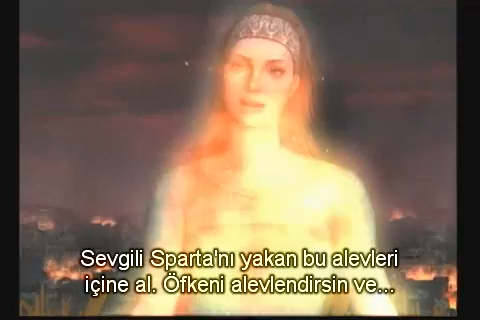 Sevgili Sparta'nı yakan bu alevleri
içine al. Öfkeni alevlendirsin ve...